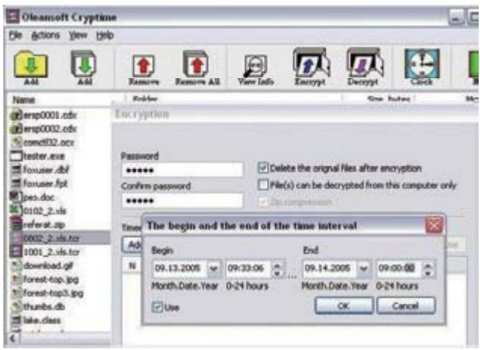 Oleansoft Cryptime
File Actions View Help
Add Add Remove Remove All View Info Encrypt Decrypt Clock
Name Folder Size, bytes
Encryption
ersp0001.cdx
ersp0002.cdx
comctl32.ocx
tester.exe
foxuser.dbf
foxuser.fpt
pes.doc
0102_2.xls
referat.zip
0802_2.xls.tcr
1001_2.xls.tcr
download.gif
forest-top.jpg
forest-top3.jpg
thumbs.db
lake.class
Password
*****
Delete the orignal files after encryption
Confirm password
File(s) can be decrypted from this computer only
*****
Zip compression
The begin and the end of the time interval
Begin End
09.13.2005 09:33:06 ... 09.14.2005 09:00:00
Month.Date.Year 0-24 hours Month.Date.Year 0-24 hours
Use OK Cancel
N